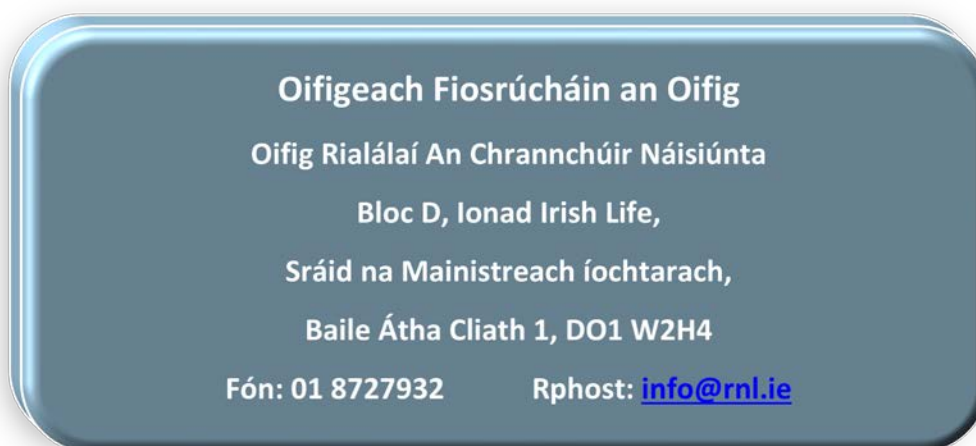 Oifigeach Fiosrúcháin an Oifig
Oifig Rialálaí An Chrannchúir Náisiúnta
Bloc D, Ionad Irish Life,
Sráid na Mainistreach íochtarach,
Baile Átha Cliath 1, DO1 W2H4
Fón: 01 8727932 Rphost: info@rnl.ie